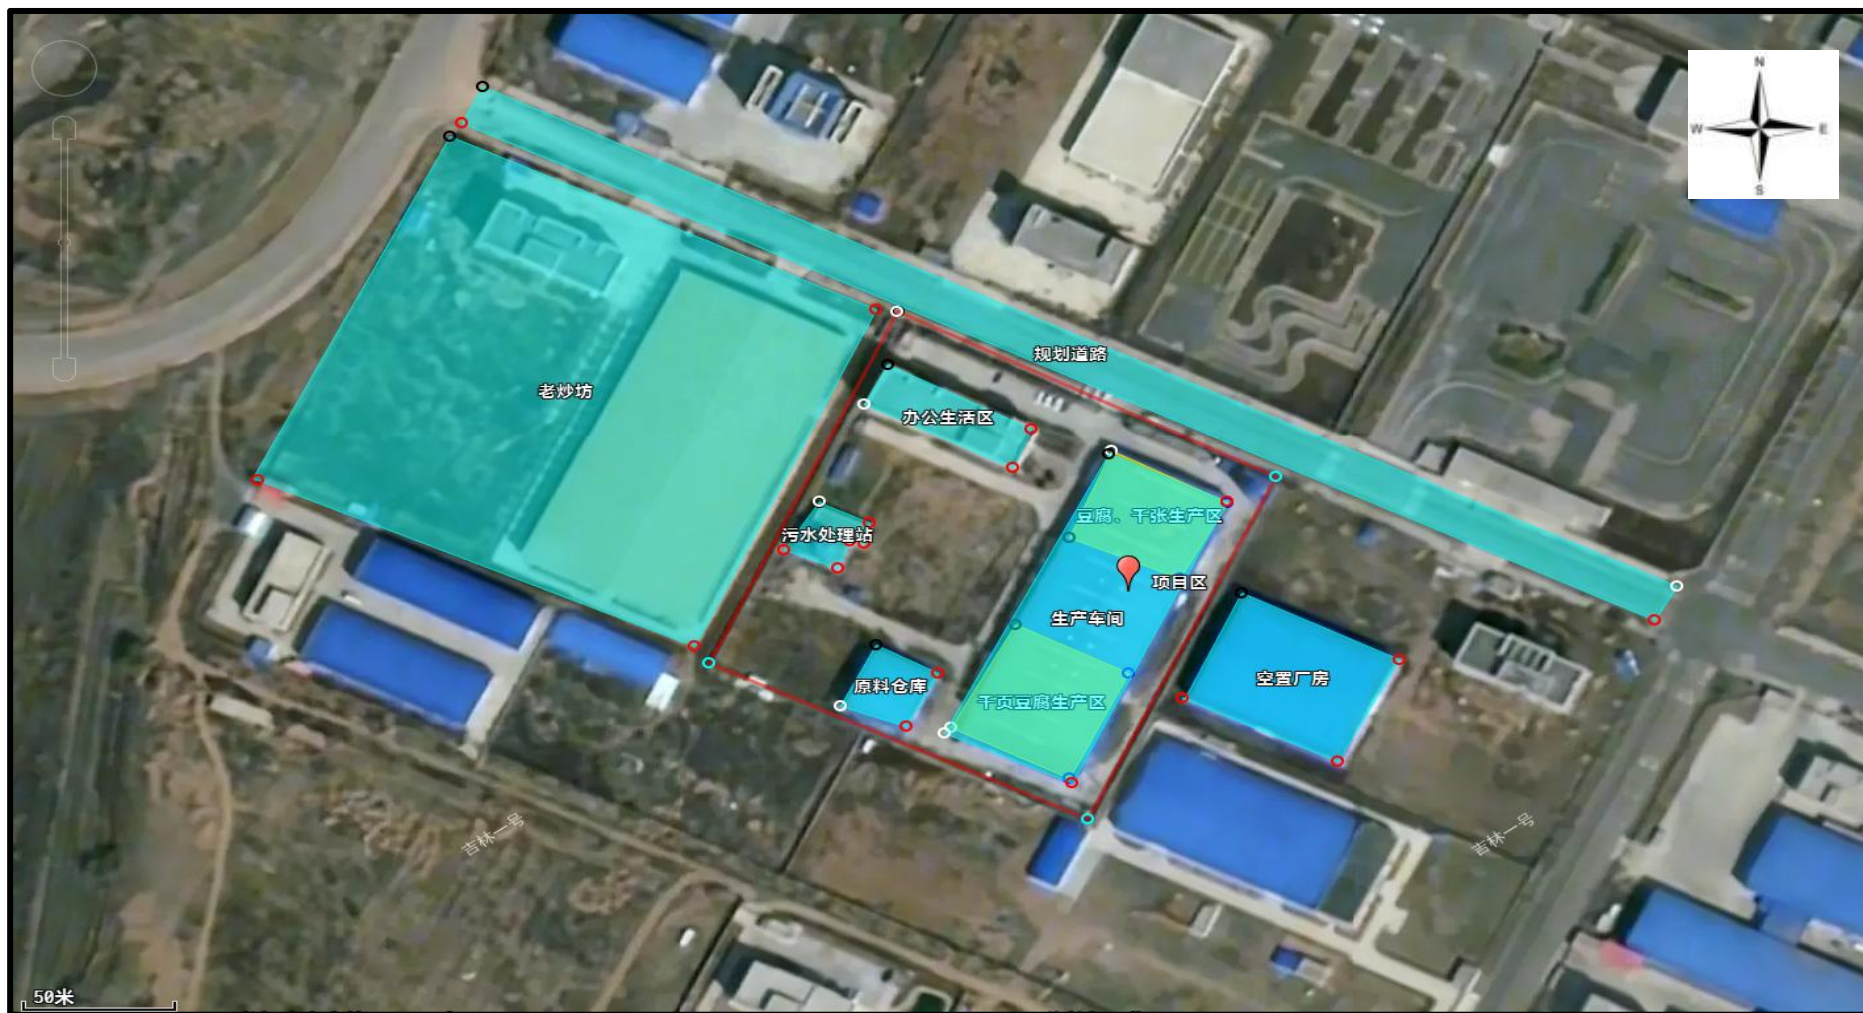 N
W E
S
规划道路
老炒坊
办公生活区
豆腐、干张生产区
污水处理站
项目区
生产车间
空置厂房
原料仓库
千页豆腐生产区
吉林一号
吉林一号
50米